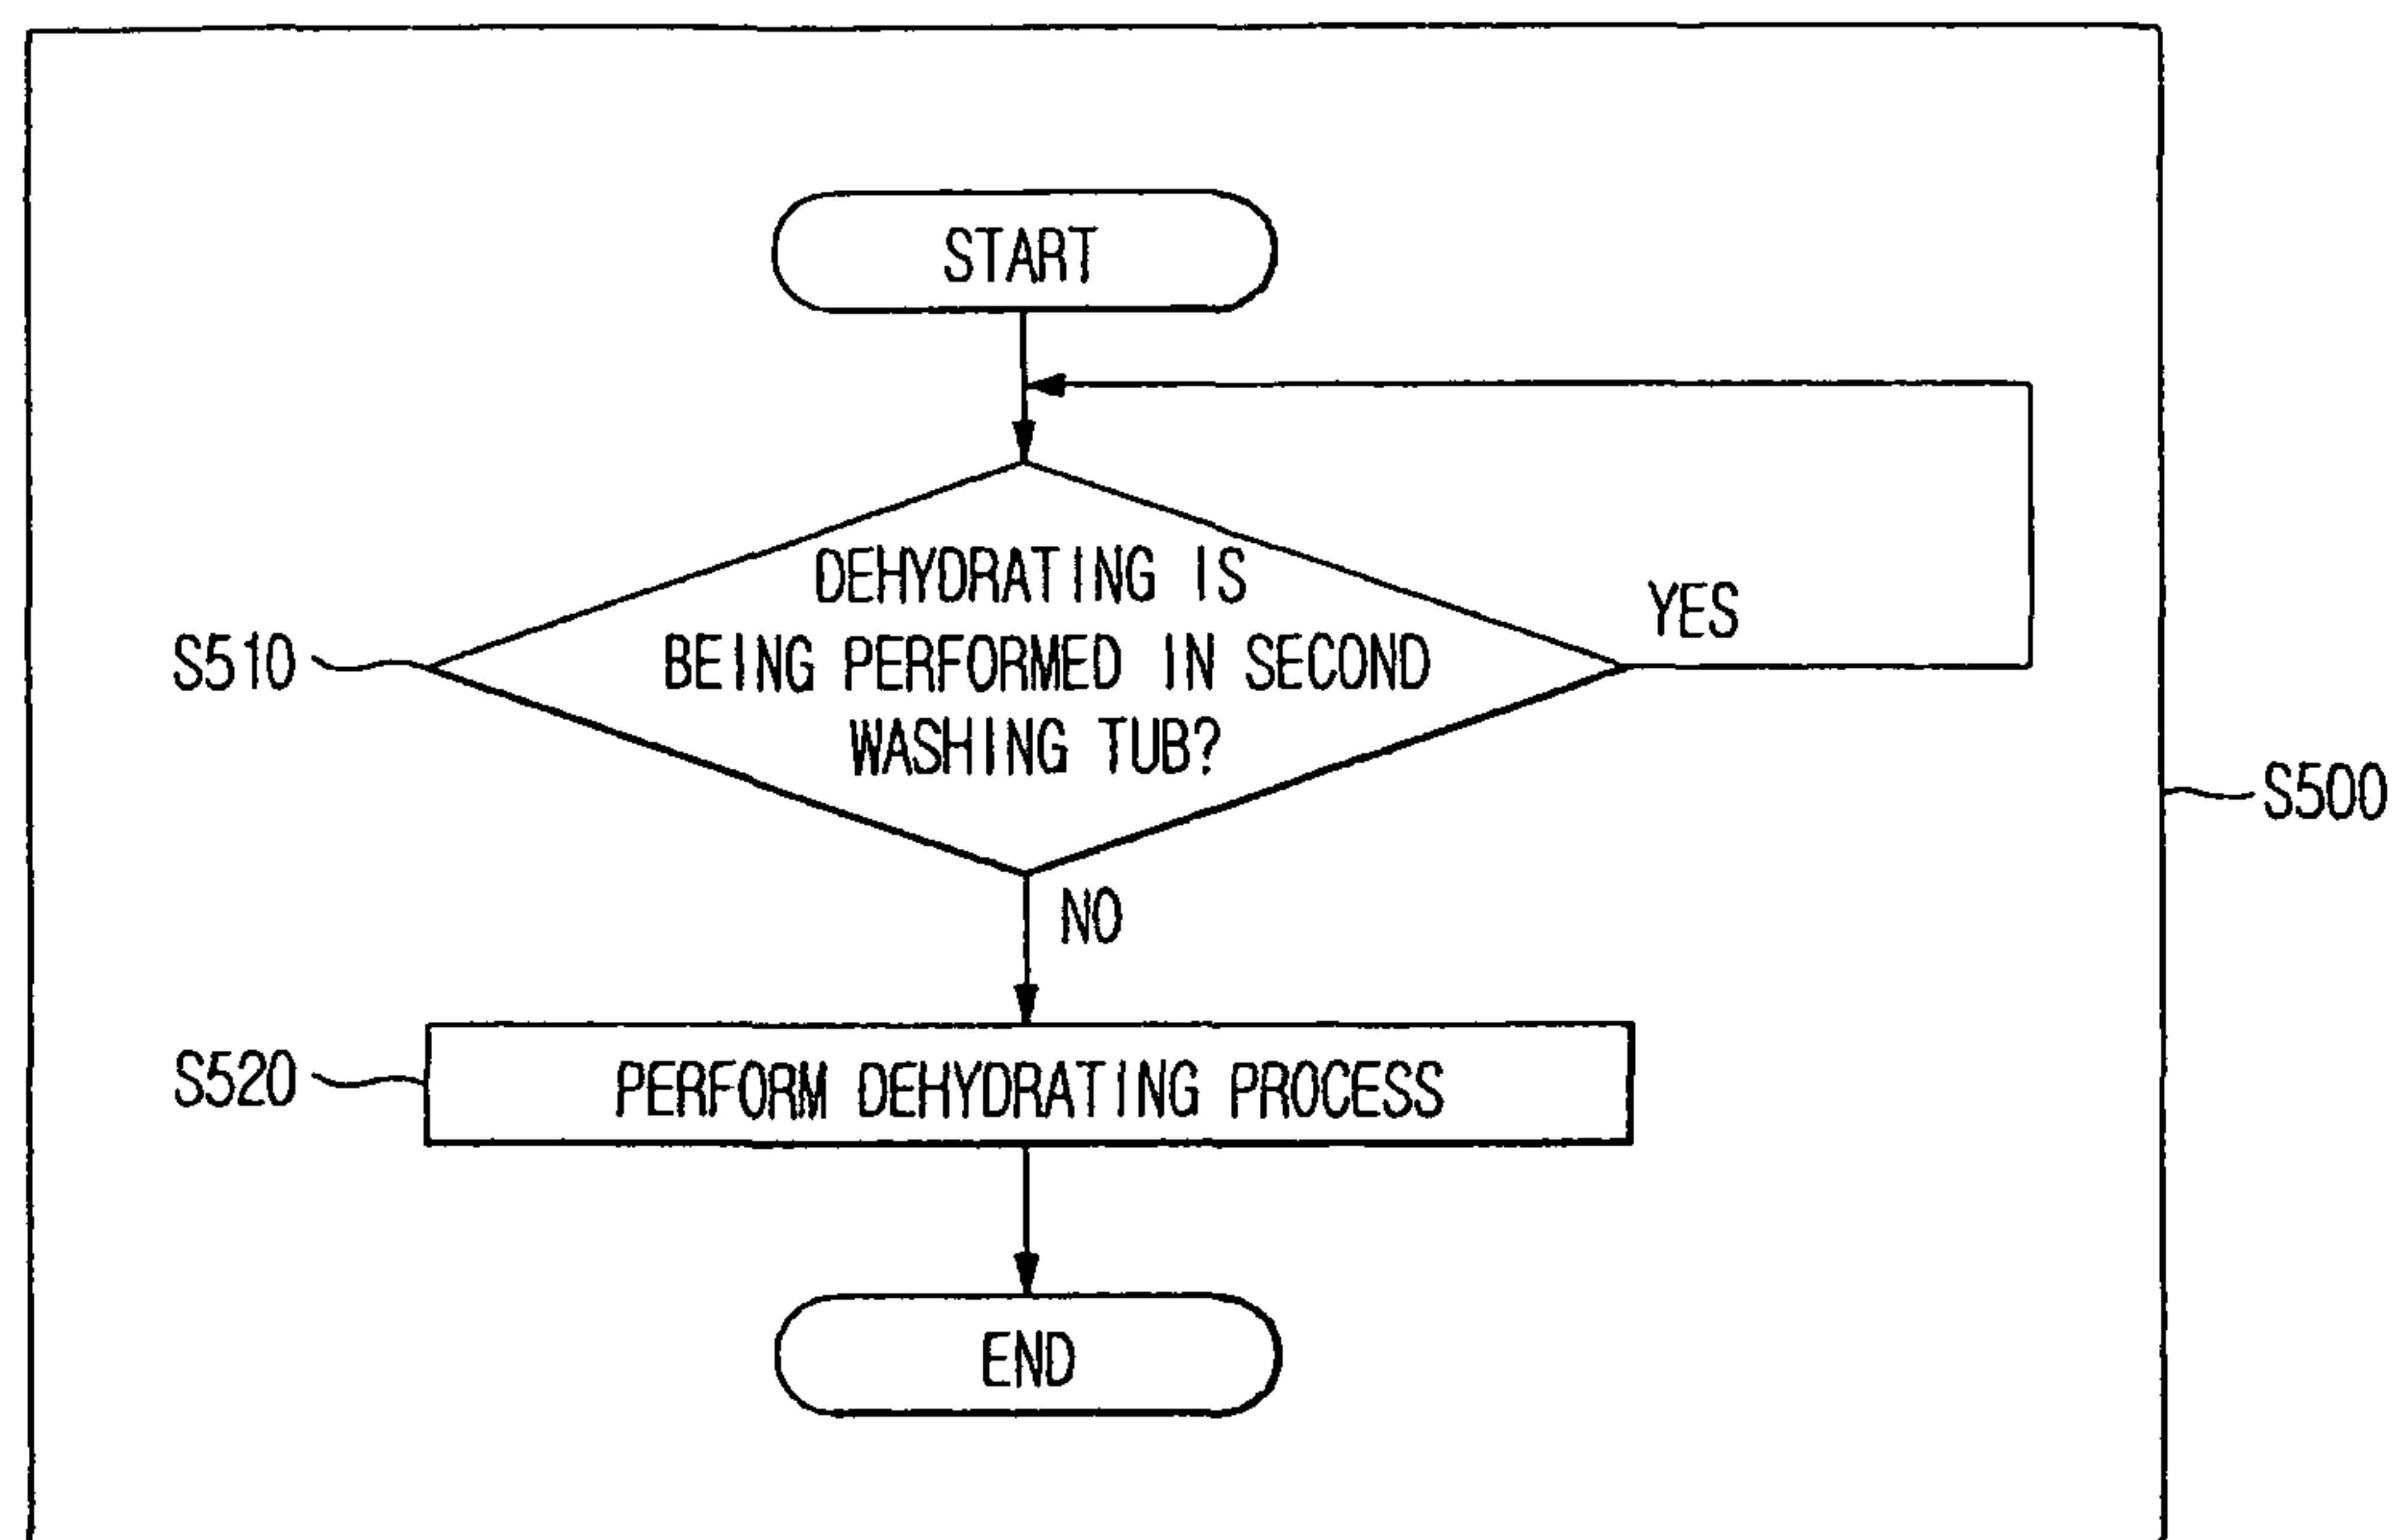 START
DEHYDRATING IS
BEING PERFORMED IN SECOND
WASHING TUB?
YES
S510
S500
NO
S520
PERFORM DEHYDRATING PROCESS
END